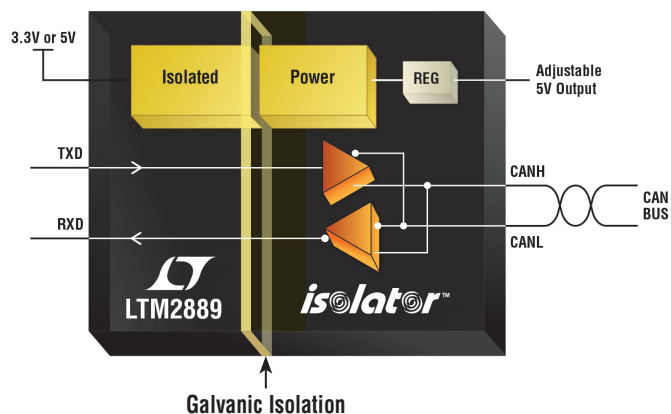 3.3V or 5V
Isolated
Power
REG
Adjustable
5V Output
TXD
CANH
CAN
BUS
RXD
CANL
LTM2889
isolator™
Galvanic Isolation